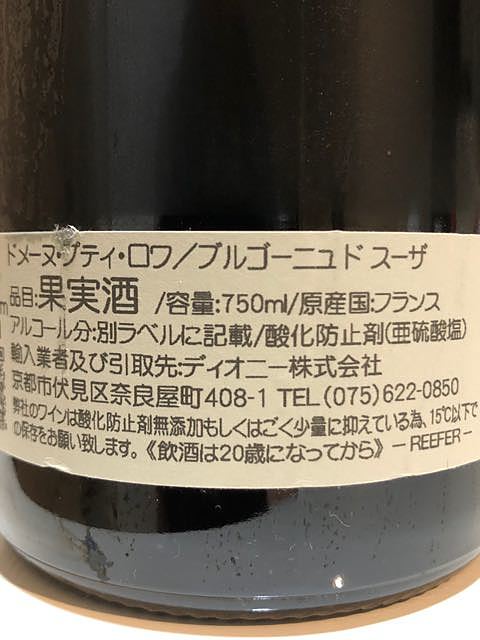 ドメーヌ・プティ・ロワ／ブルゴーニュ ド スーザ
品目:果実酒 /容量:750ml/原産国:フランス
アルコール分:別ラベルに記載/酸化防止剤(亜硫酸塩)
輸入業者及び引取先:ディオニー株式会社
京都市伏見区奈良屋町408-1 TEL(075)622-0850
弊社のワインは酸化防止剤無添加もしくはごく少量に抑えている為、15℃以下で
の保存をお願い致します。《飲酒は20歳になってから》 ― REEFER ―